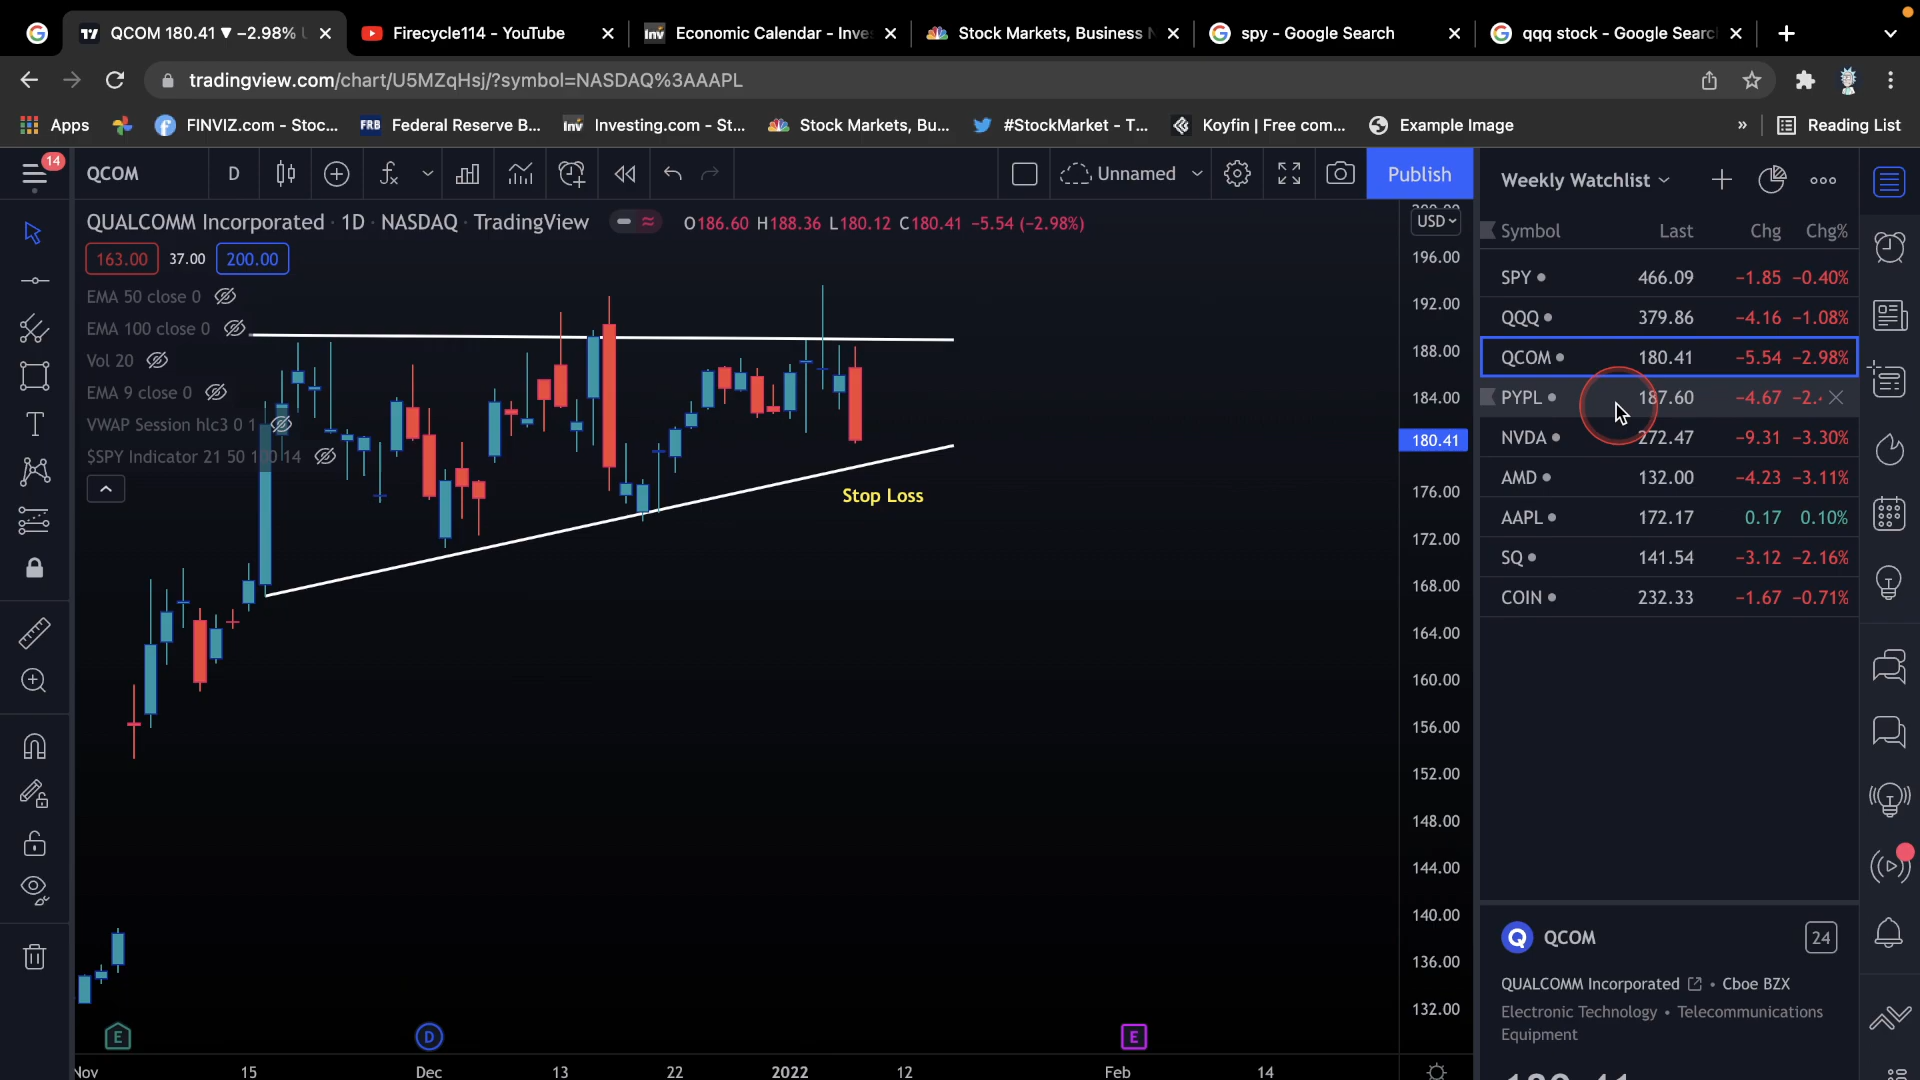 QCOM 180.41 ▼ −2.98%
Firecycle114 - YouTube
Economic Calendar - Inve
Stock Markets, Business N
spy - Google Search
qqq stock - Google Searc
tradingview.com/chart/U5MZqHsj/?symbol=NASDAQ%3AAAPL
Apps
FINVIZ.com - Stoc...
FRB Federal Reserve B...
Inv Investing.com - St...
Stock Markets, Bu...
#StockMarket - T...
Koyfin | Free com...
Example Image
»
Reading List
14
QCOM
D
Unnamed
Publish
Weekly Watchlist
QUALCOMM Incorporated · 1D · NASDAQ · TradingView
O186.60 H188.36 L180.12 C180.41 −5.54 (−2.98%)
163.00 37.00 200.00
EMA 50 close 0
EMA 100 close 0
Vol 20
EMA 9 close 0
VWAP Session hlc3 0 1
$SPY Indicator 21 50 100 14
Stop Loss
USD
196.00
192.00
188.00
184.00
180.41
176.00
172.00
168.00
164.00
160.00
156.00
152.00
148.00
144.00
140.00
136.00
132.00
E
D
E
Nov 15 Dec 13 22 2022 12 Feb 14
Symbol Last Chg Chg%
SPY 466.09 −1.85 −0.40%
QQQ 379.86 −4.16 −1.08%
QCOM 180.41 −5.54 −2.98%
PYPL 187.60 −4.67
NVDA 272.47 −9.31 −3.30%
AMD 132.00 −4.23 −3.11%
AAPL 172.17 0.17 0.10%
SQ 141.54 −3.12 −2.16%
COIN 232.33 −1.67 −0.71%
Q QCOM
24
QUALCOMM Incorporated • Cboe BZX
Electronic Technology • Telecommunications
Equipment